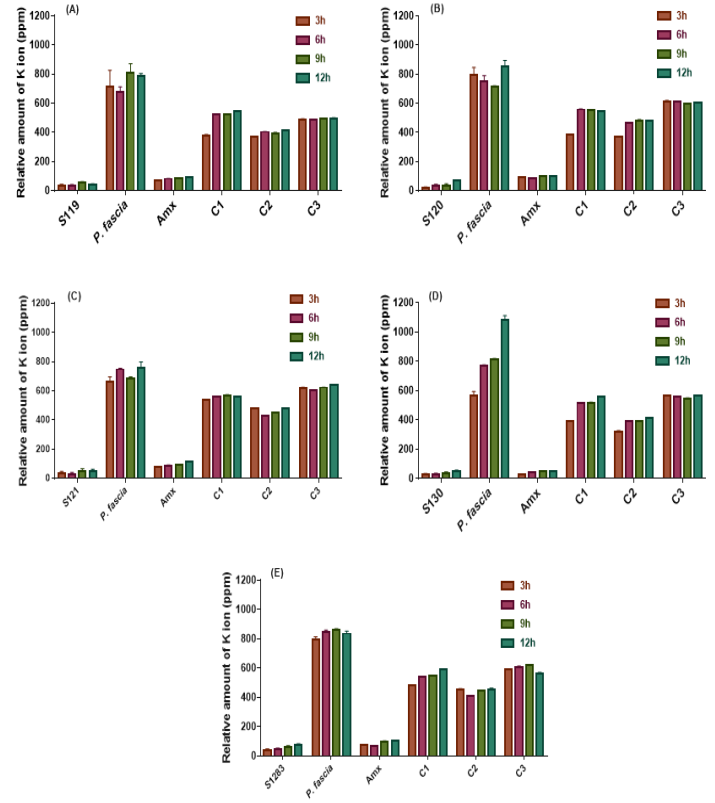 (A)
Relative amount of K ion (ppm)
1200
1000
800
600
400
200
0
3h
6h
9h
12h
S119
P. fascia
Amx
C1
C2
C3
(B)
Relative amount of K ion (ppm)
1200
1000
800
600
400
200
0
3h
6h
9h
12h
S120
P. fascia
Amx
C1
C2
C3
(C)
Relative amount of K ion (ppm)
1200
1000
800
600
400
200
0
3h
6h
9h
12h
S121
P. fascia
Amx
C1
C2
C3
(D)
Relative amount of K ion (ppm)
1200
1000
800
600
400
200
0
3h
6h
9h
12h
S130
P. fascia
Amx
C1
C2
C3
(E)
Relative amount of K ion (ppm)
1200
1000
800
600
400
200
0
3h
6h
9h
12h
S1283
P. fascia
Amx
C1
C2
C3